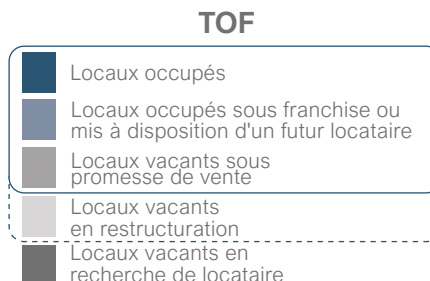 TOF
Locaux occupés
Locaux occupés sous franchise ou
mis à disposition d'un futur locataire
Locaux vacants sous
promesse de vente
Locaux vacants
en restructuration
Locaux vacants en
recherche de locataire